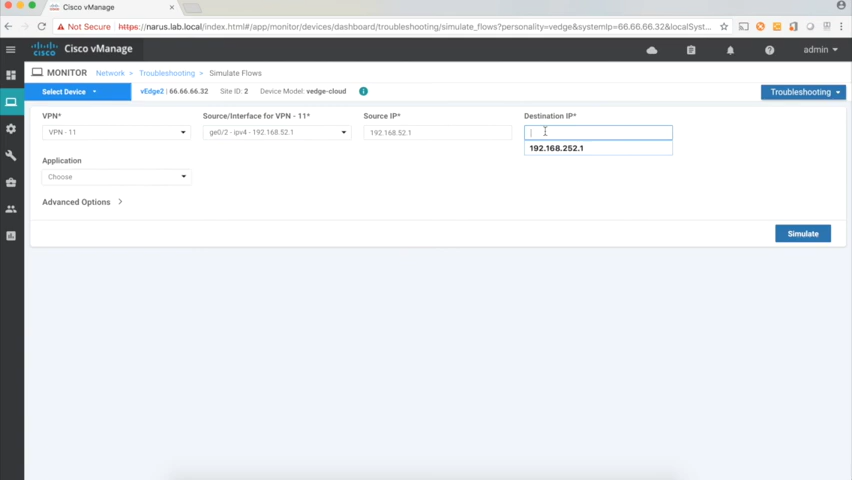 Cisco vManage
Not Secure https://narus.lab.local/index.html#/app/monitor/devices/dashboard/troubleshooting/simulate_flows?personality=vedge&systemIp=66.66.66.32&localSyst...
CISCO Cisco vManage
admin
MONITOR Network > Troubleshooting > Simulate Flows
Select Device vEdge2 | 66.66.66.32 Site ID: 2 Device Model: vedge-cloud Troubleshooting
VPN* Source/Interface for VPN - 11* Source IP* Destination IP*
VPN - 11 ge0/2 - ipv4 - 192.168.52.1 192.168.52.1
192.168.252.1
Application
Choose
Advanced Options
Simulate